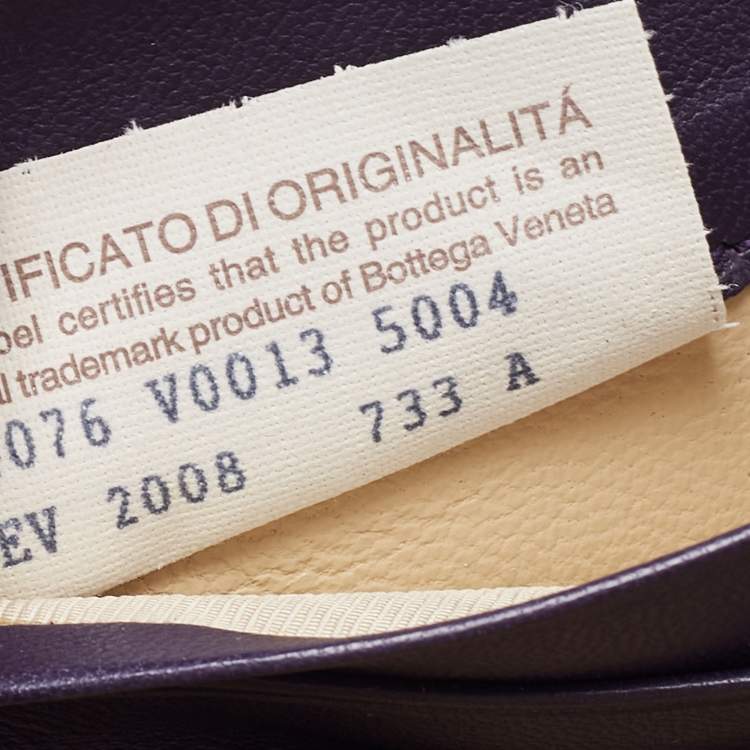 IFICATO DI ORIGINALITÁ
bel certifies that the product is an
l trademark product of Bottega Veneta
076 V0013 5004
EV 2008 733 A